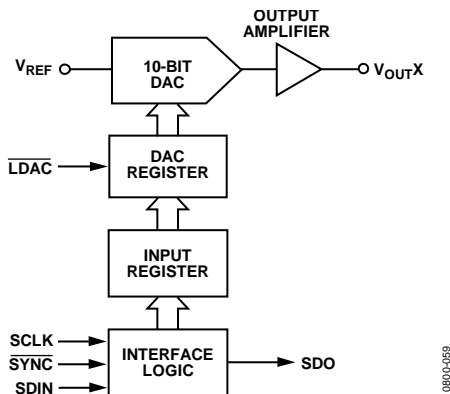 OUTPUT
AMPLIFIER
VREF
10-BIT
DAC
VOUTX
LDAC
DAC
REGISTER
INPUT
REGISTER
SCLK
SYNC
SDIN
INTERFACE
LOGIC
SDO
0800-059